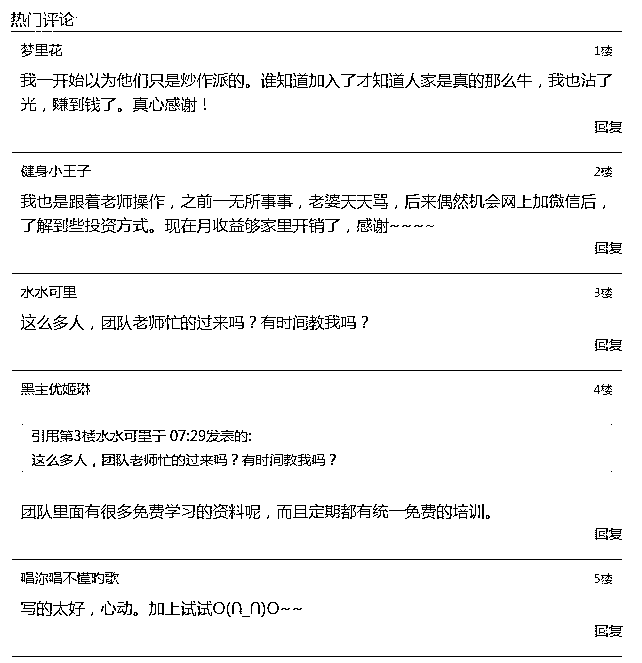 热门评论
梦里花 1楼
我一开始以为他们只是炒作派的。谁知道加入了才知道人家是真的那么牛，我也沾了
光，赚到钱了。真心感谢！
回复
健身小王子 2楼
我也是跟着老师操作，之前一无所事事，老婆天天骂，后来偶然机会网上加微信后，
了解到些投资方式。现在月收益够家里开销了，感谢~~~~
回复
水水可里 3楼
这么多人，团队老师忙的过来吗？有时间教我吗？
回复
黑主优姬琳 4楼
引用第3楼水水可里于 07:29发表的:
这么多人，团队老师忙的过来吗？有时间教我吗？
团队里面有很多免费学习的资料呢，而且定期都有统一免费的培训。
回复
唱你唱不懂的歌 5楼
写的太好，心动。加上试试O(∩_∩)O~~
回复